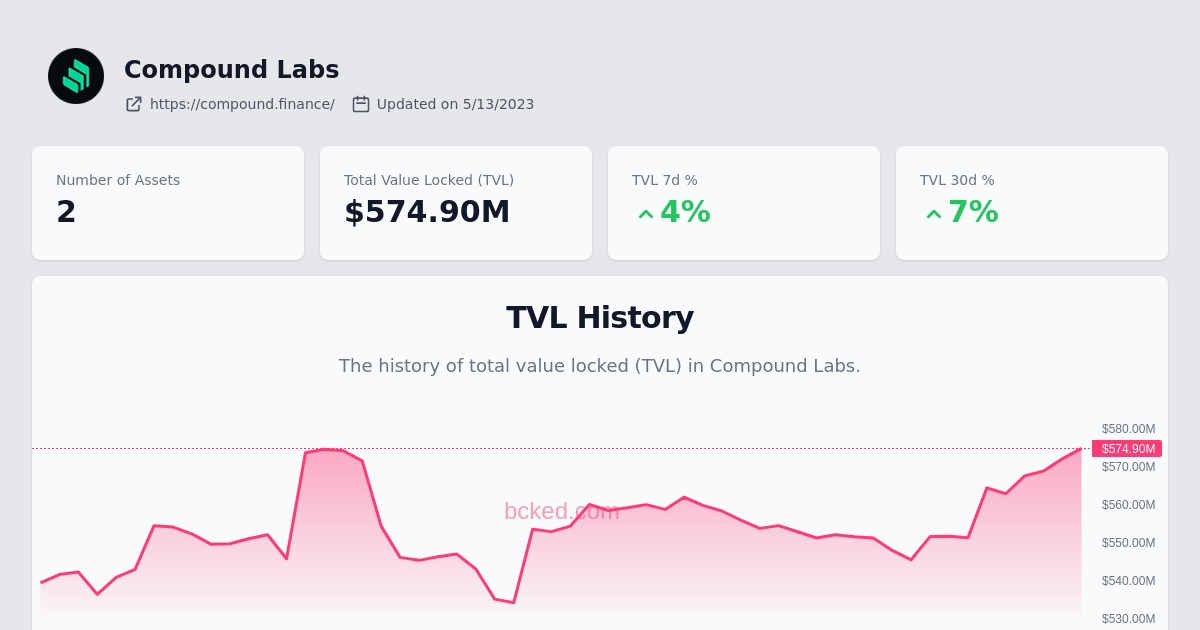 Compound Labs
https://compound.finance/ Updated on 5/13/2023
Number of Assets
2
Total Value Locked (TVL)
$574.90M
TVL 7d %
4%
TVL 30d %
7%
TVL History
The history of total value locked (TVL) in Compound Labs.
$580.00M
$574.90M
$570.00M
bcked.com
$560.00M
$550.00M
$540.00M
$530.00M